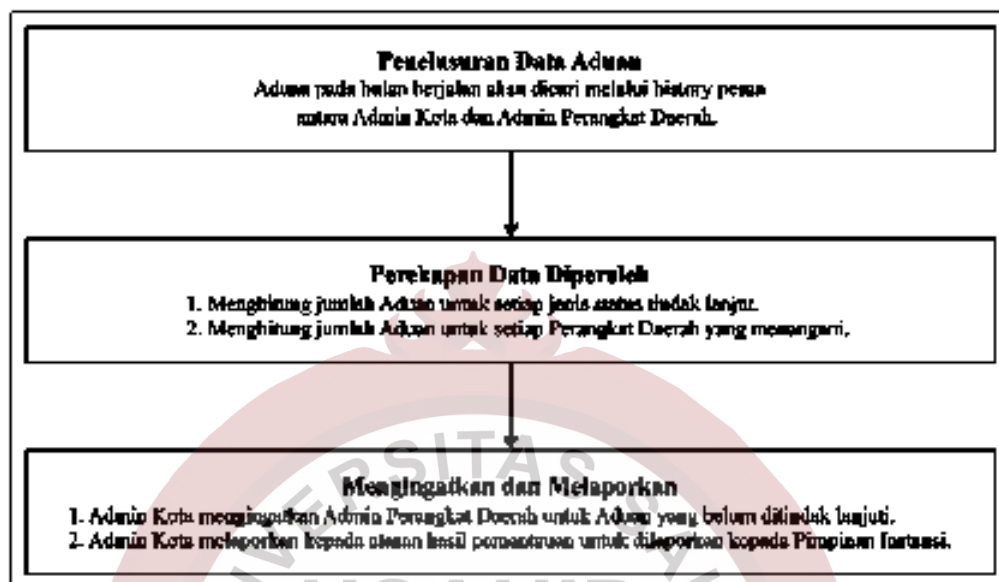 Penelusuran Data Aduan
Aduan pada bulan berjalan akan dicari melalui history pesan
antara Admin Kota dan Admin Perangkat Daerah.
Perekapan Data Diperoleh
1. Menghitung jumlah Aduan untuk setiap jenis status tindak lanjut.
2. Menghitung jumlah Aduan untuk setiap Perangkat Daerah yang menangani.
Mengingatkan dan Melaporkan
1. Admin Kota mengingatkan Admin Perangkat Daerah untuk Aduan yang belum ditindak lanjuti.
2. Admin Kota melaporkan kepada atasan hasil pemantauan untuk dilaporkan kepada Pimpinan Instansi.
VERSITAS